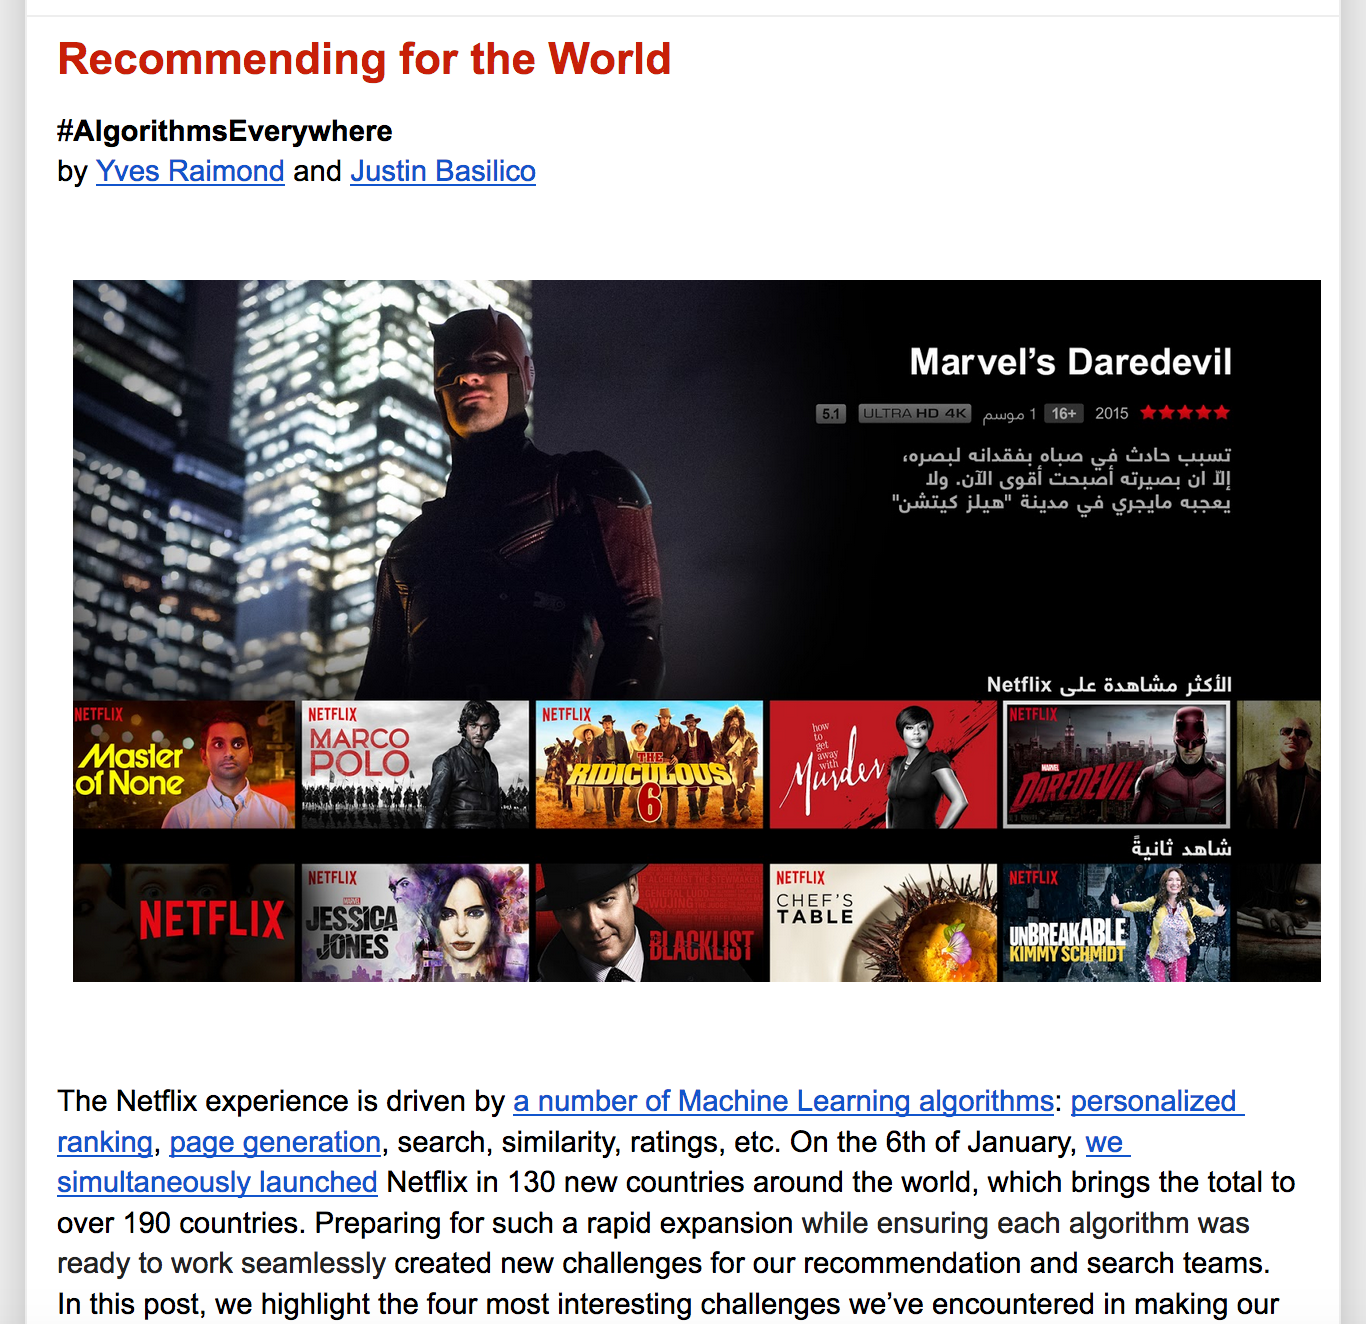 Recommending for the World
#AlgorithmsEverywhere
by Yves Raimond and Justin Basilico
Marvel's Daredevil
5.1 ULTRA HD 4K 1 موسم 16+ 2015
تسبب حادث في صباه بفقدانه لبصره،
إلّا ان بصيرته أصبحت أقوى الآن. ولا
يعجبه مايجري في مدينة "هيلز كيتشن"
الأكثر مشاهدة على Netflix
NETFLIX
Master
of None
NETFLIX
MARCO
POLO
NETFLIX
THE
RIDICULOUS
6
how
to
get
away
with
Murder
NETFLIX
MARVEL
DAREDEVIL
شاهد ثانيةً
NETFLIX
NETFLIX
MARVEL
JESSICA
JONES
BLACKLIST
NETFLIX
CHEF'S
TABLE
NETFLIX
UNBREAKABLE
KIMMY SCHMIDT
The Netflix experience is driven by a number of Machine Learning algorithms: personalized
ranking, page generation, search, similarity, ratings, etc. On the 6th of January, we
simultaneously launched Netflix in 130 new countries around the world, which brings the total to
over 190 countries. Preparing for such a rapid expansion while ensuring each algorithm was
ready to work seamlessly created new challenges for our recommendation and search teams.
In this post, we highlight the four most interesting challenges we've encountered in making our